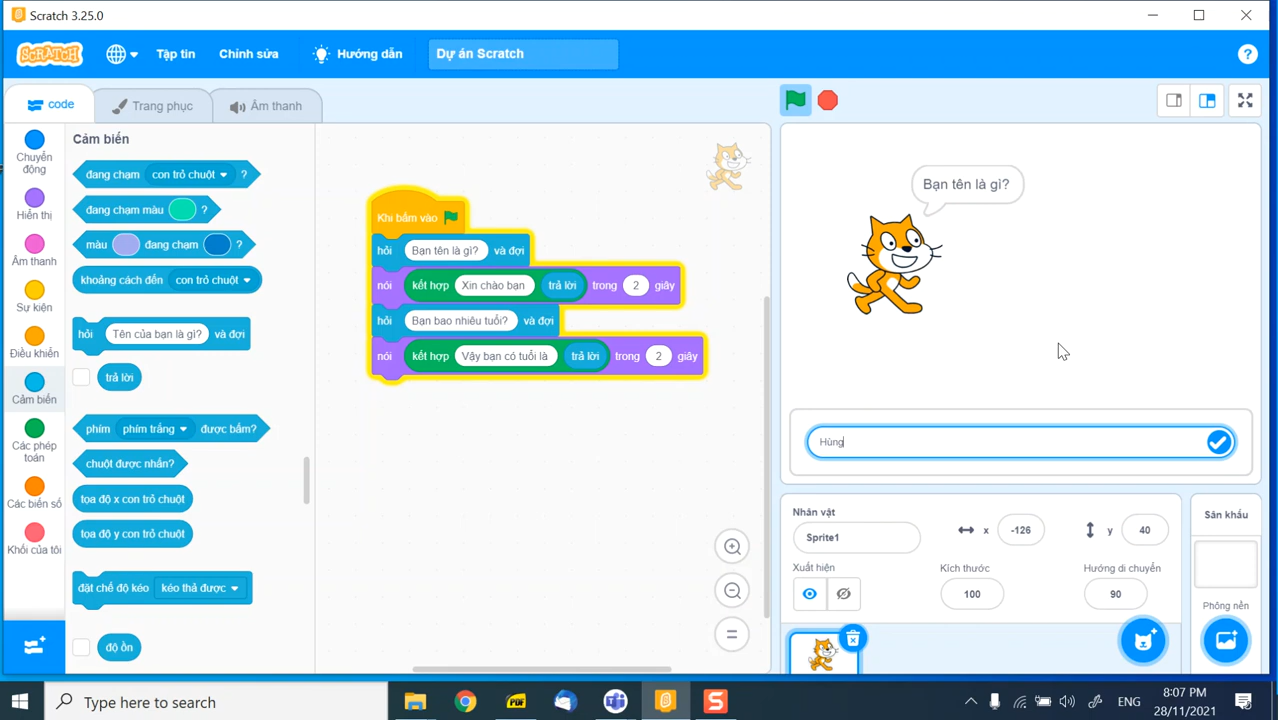 Scratch 3.25.0
SCRATCH
Tập tin
Chỉnh sửa
Hướng dẫn
Dự án Scratch
?
code
Trang phục
Âm thanh
Chuyển động
Hiển thị
Âm thanh
Sự kiện
Điều khiển
Cảm biến
Các phép toán
Các biến số
Khối của tôi
Cảm biến
đang chạm con trỏ chuột ?
đang chạm màu ?
màu đang chạm ?
khoảng cách đến con trỏ chuột
hỏi Tên của bạn là gì? và đợi
trả lời
phím phím trắng được bấm?
chuột được nhấn?
tọa độ x con trỏ chuột
tọa độ y con trỏ chuột
đặt chế độ kéo kéo thả được
độ ồn
Khi bấm vào
hỏi Bạn tên là gì? và đợi
nói kết hợp Xin chào bạn trả lời trong 2 giây
hỏi Bạn bao nhiêu tuổi? và đợi
nói kết hợp Vậy bạn có tuổi là trả lời trong 2 giây
Bạn tên là gì?
Hùng
Nhân vật
Sprite1
x -126
y 40
Xuất hiện
Kích thước
100
Hướng di chuyển
90
Sân khấu
Phông nền
Type here to search
PDF
S
ENG
8:07 PM
28/11/2021